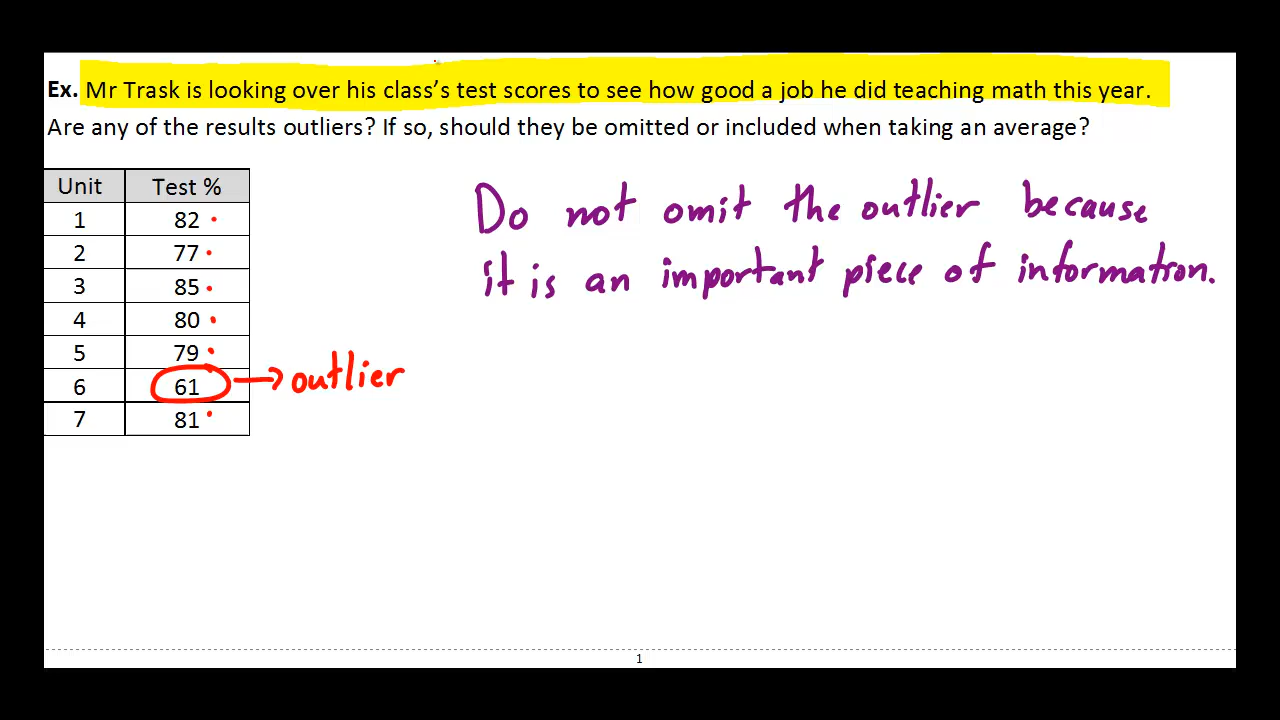 Ex. Mr Trask is looking over his class's test scores to see how good a job he did teaching math this year.
Are any of the results outliers? If so, should they be omitted or included when taking an average?
Unit Test %
1 82
2 77
3 85
4 80
5 79
6 61 → outlier
7 81
Do not omit the outlier because
it is an important piece of information.
1